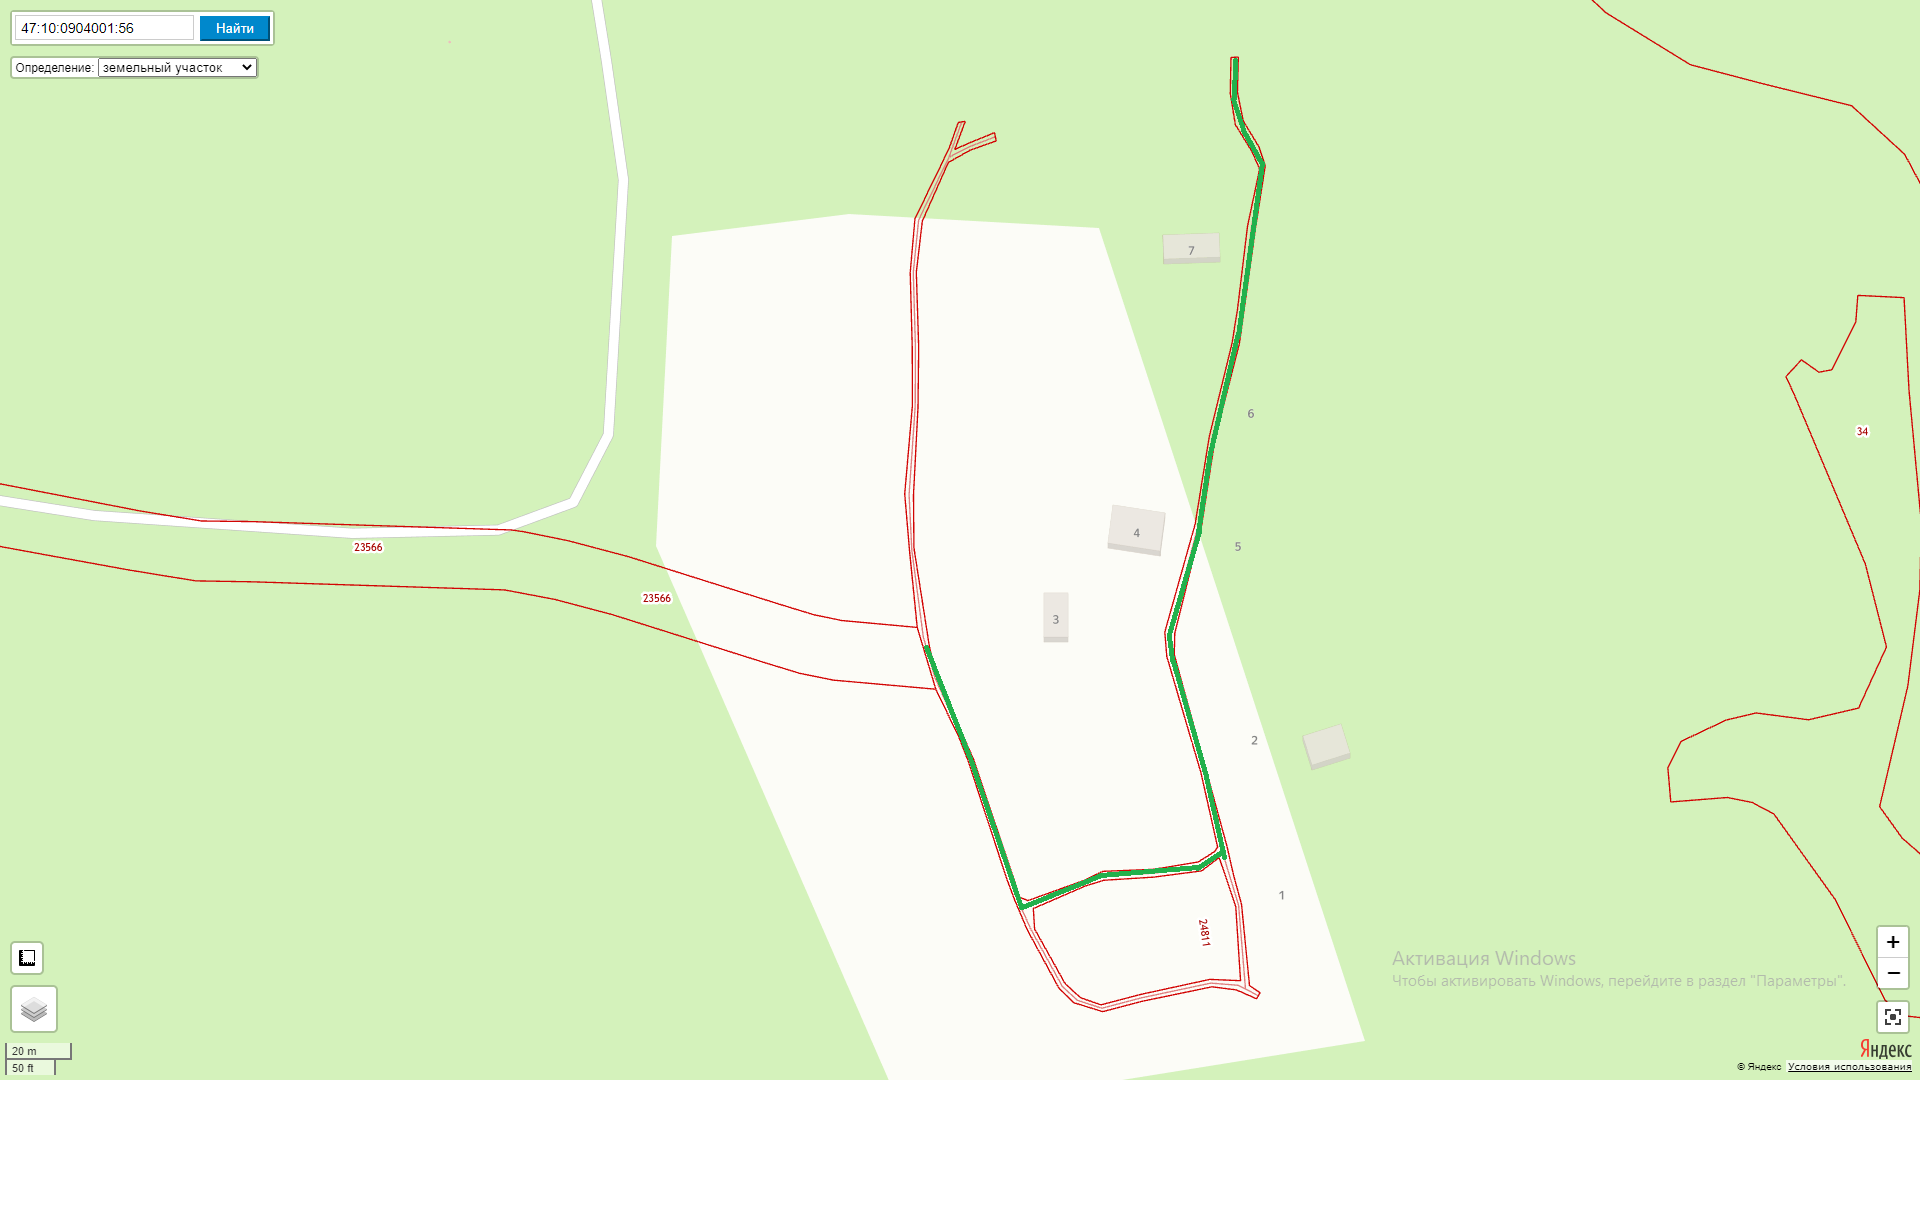 47:10:0904001:56
Найти
Определение: земельный участок
7
34
6
4
5
23566
23566
3
2
1
24811
Активация Windows
Чтобы активировать Windows, перейдите в раздел "Параметры".
+
−
20 m
50 ft
Яндекс
© Яндекс Условия использования